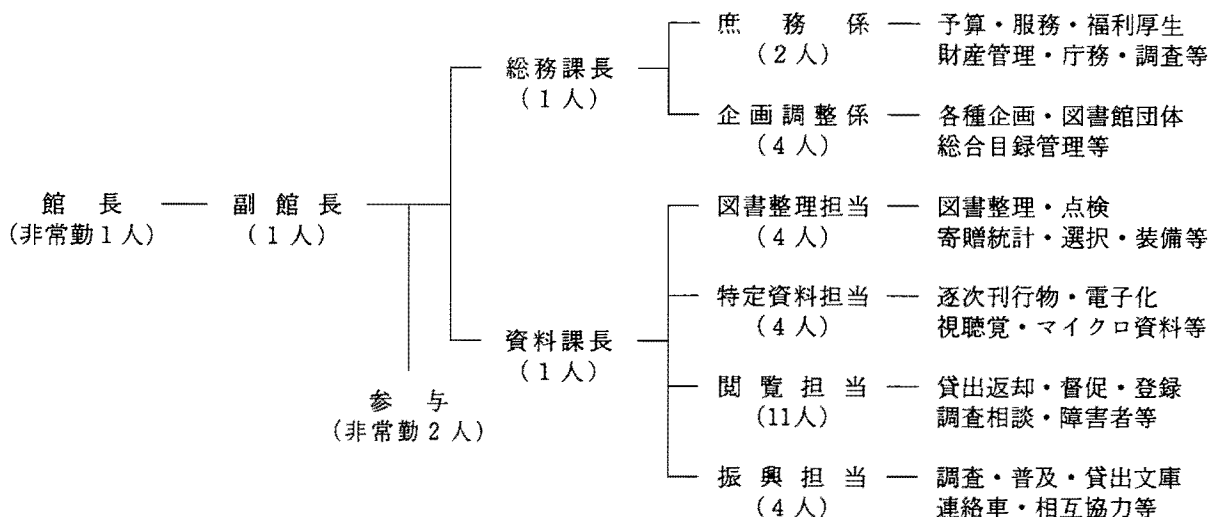 館長
(非常勤1人)
副館長
(1人)
参与
(非常勤2人)
総務課長
(1人)
庶務係
(2人)
予算・服務・福利厚生
財産管理・庁務・調査等
企画調整係
(4人)
各種企画・図書館団体
総合目録管理等
資料課長
(1人)
図書整理担当
(4人)
図書整理・点検
寄贈統計・選択・装備等
特定資料担当
(4人)
逐次刊行物・電子化
視聴覚・マイクロ資料等
閲覧担当
(11人)
貸出返却・督促・登録
調査相談・障害者等
振興担当
(4人)
調査・普及・貸出文庫
連絡車・相互協力等